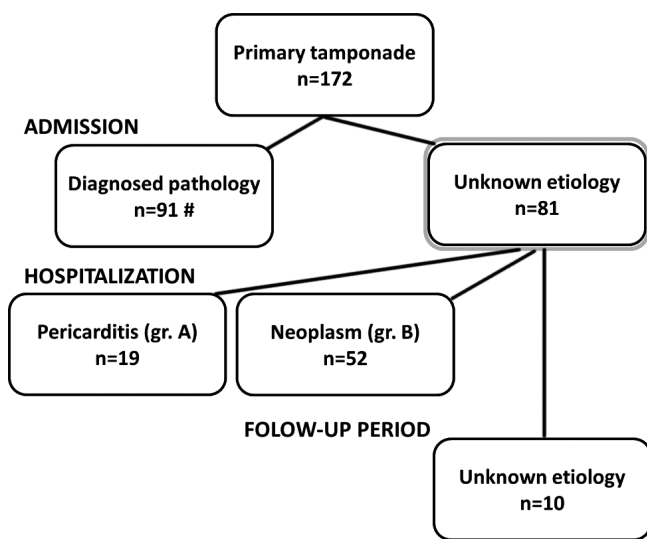 Primary tamponade
n=172
ADMISSION
Diagnosed pathology
n=91 #
Unknown etiology
n=81
HOSPITALIZATION
Pericarditis (gr. A)
n=19
Neoplasm (gr. B)
n=52
FOLOW-UP PERIOD
Unknown etiology
n=10